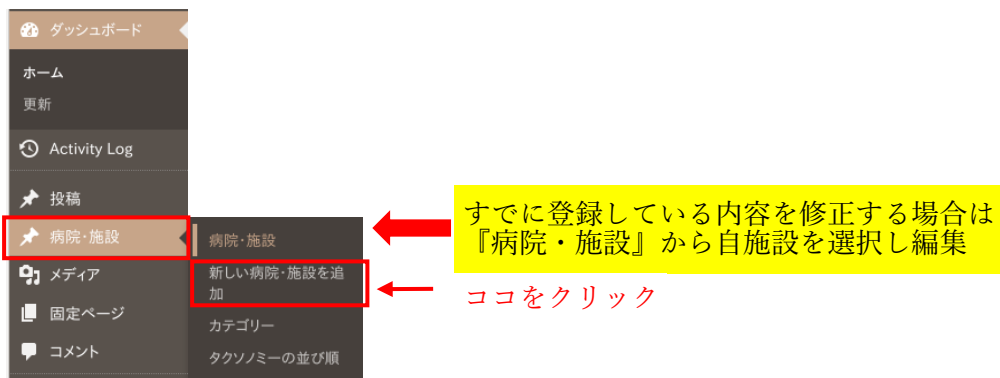 ダッシュボード
ホーム
更新
Activity Log
投稿
病院・施設
メディア
固定ページ
コメント
病院・施設
新しい病院・施設を追
加
カテゴリー
タクソノミーの並び順
すでに登録している内容を修正する場合は
『病院・施設』から自施設を選択し編集
ココをクリック